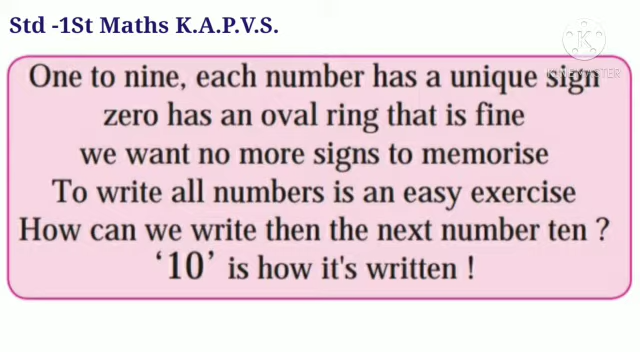 Std -1St Maths K.A.P.V.S.
One to nine, each number has a unique sign
KINEMASTER
zero has an oval ring that is fine
we want no more signs to memorise
To write all numbers is an easy exercise
How can we write then the next number ten ?
‘10’ is how it's written !